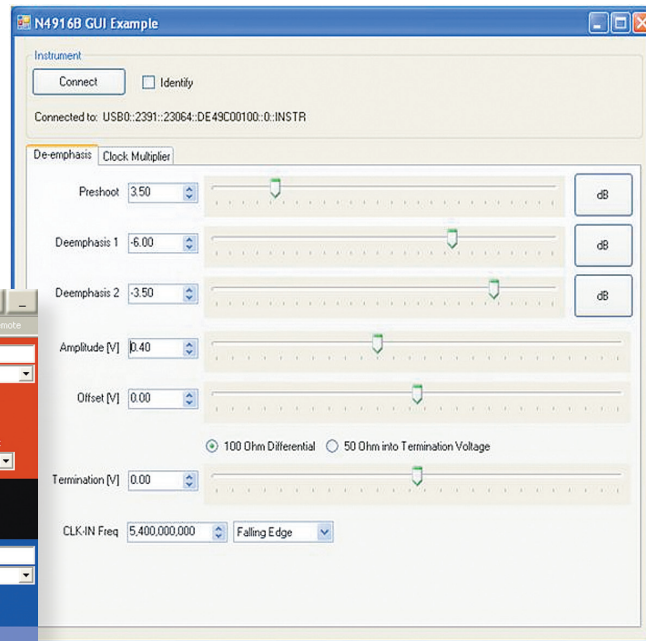 N4916B GUI Example
Instrument
Connect
Identify
Connected to: USB0::2391::23064::DE49C00100::0::INSTR
De-emphasis
Clock Multiplier
Preshoot 3.50 dB
Deemphasis 1 -6.00 dB
Deemphasis 2 -3.50 dB
Amplitude [V] 0.40
Offset [V] 0.00
100 Ohm Differential 50 Ohm into Termination Voltage
Termination [V] 0.00
CLK-IN Freq 5,400,000,000 Falling Edge